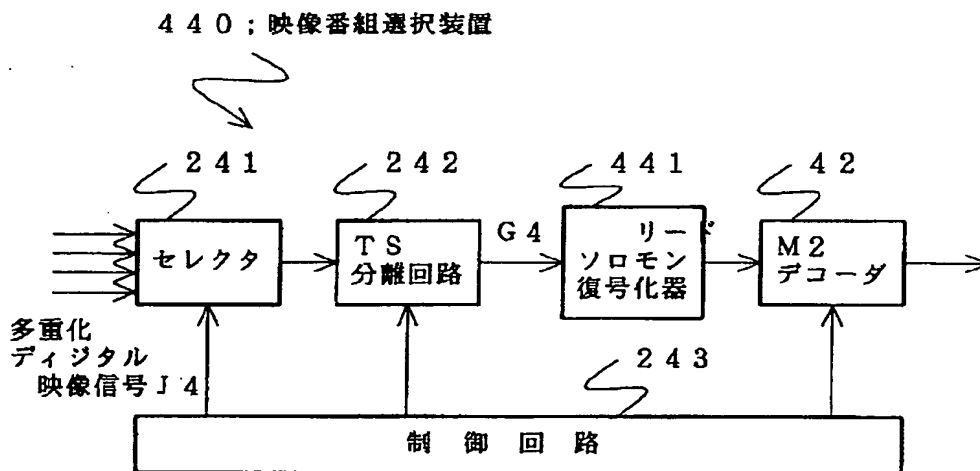 ４４０；映像番組選択装置
２４１
２４２
４４１
４２
セレクタ
ＴＳ
分離回路
Ｇ４
リード
ソロモン
復号化器
Ｍ２
デコーダ
多重化
ディジタル
映像信号Ｊ４
２４３
制御回路